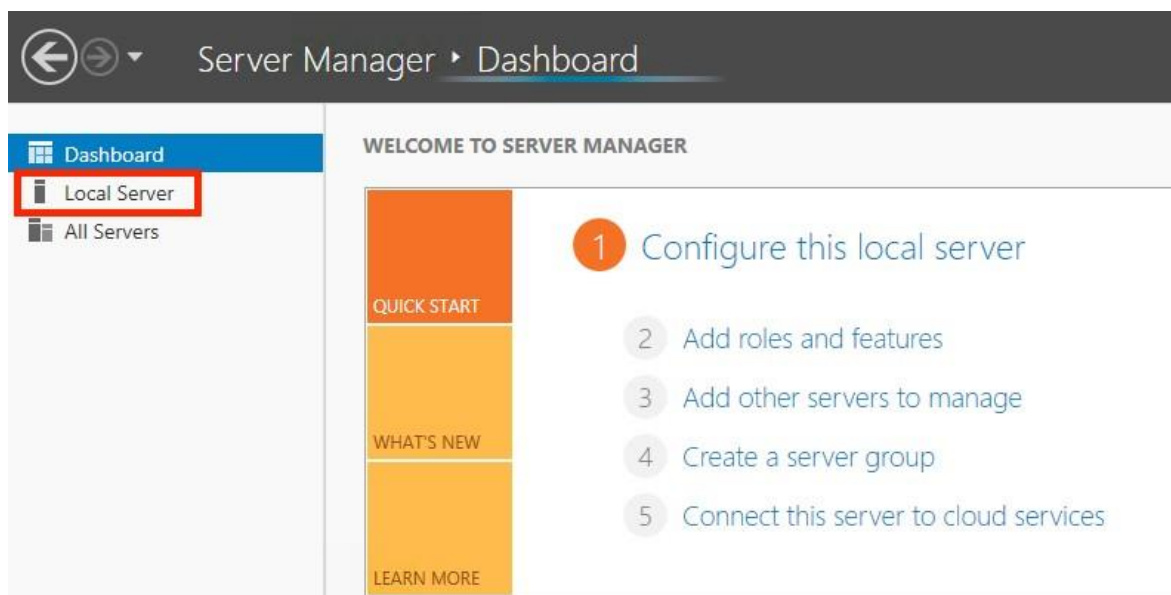 Server Manager ‣ Dashboard
Dashboard
Local Server
All Servers
WELCOME TO SERVER MANAGER
QUICK START
WHAT'S NEW
LEARN MORE
1 Configure this local server
2 Add roles and features
3 Add other servers to manage
4 Create a server group
5 Connect this server to cloud services